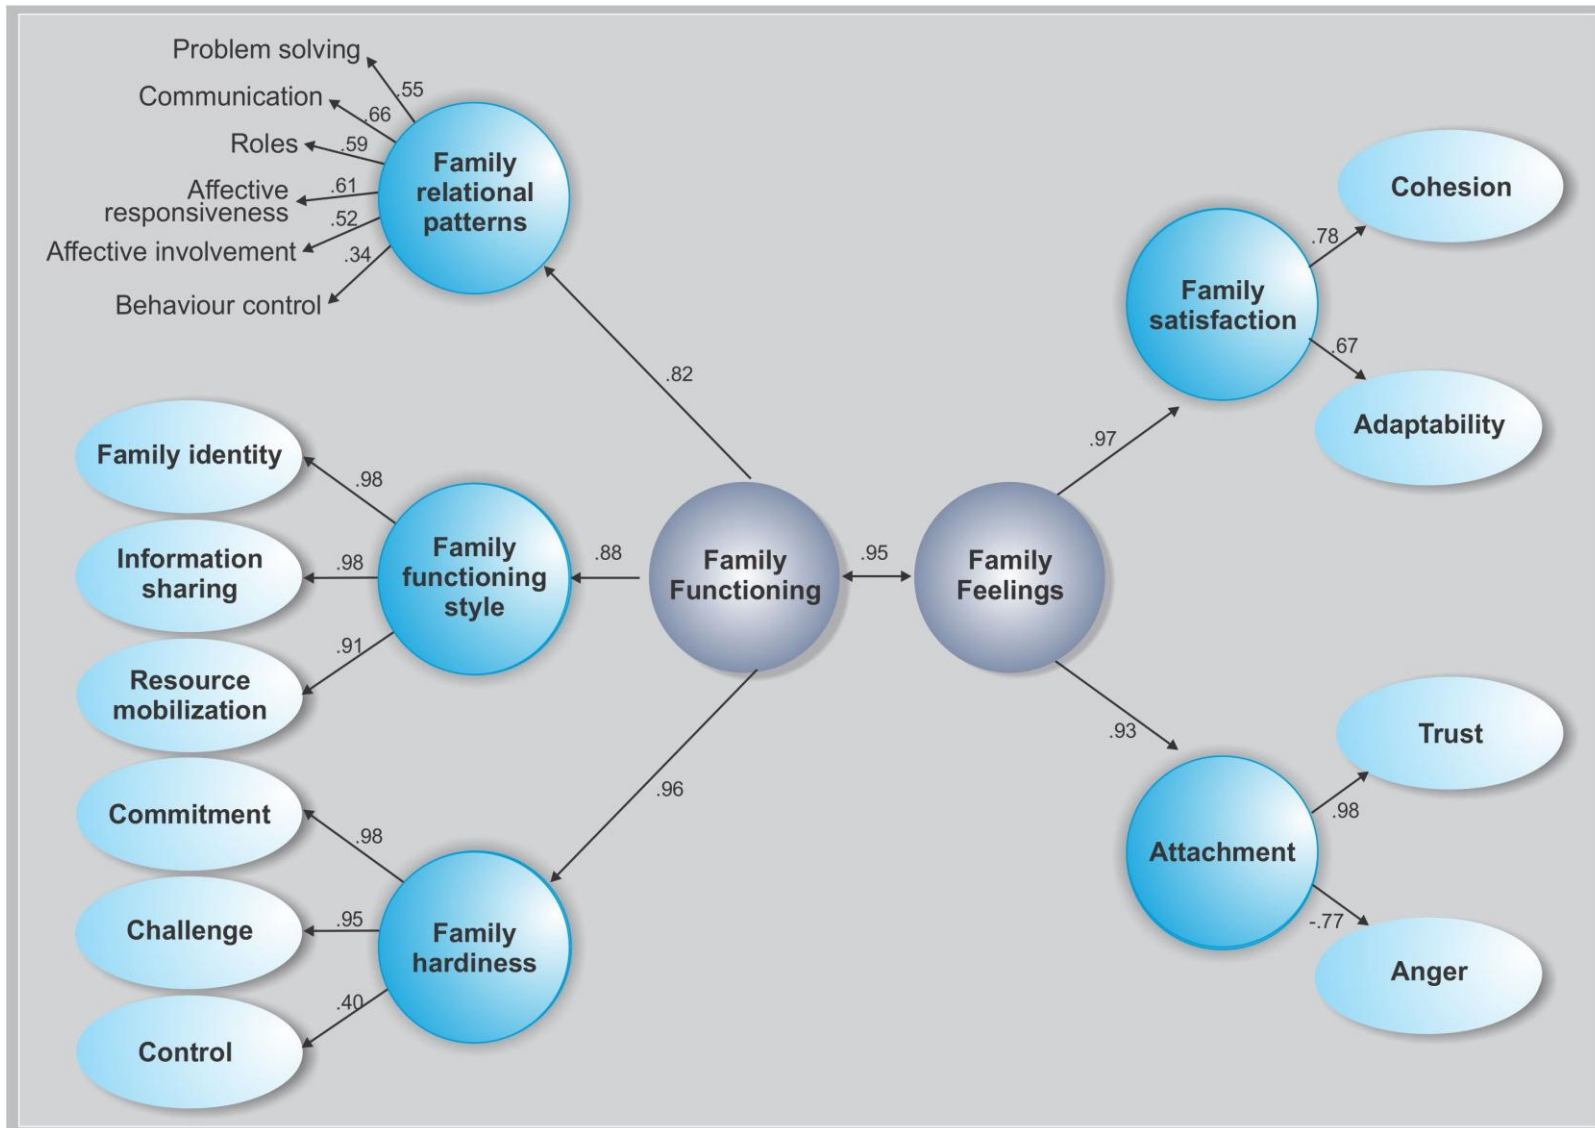 Problem solving
.55
Communication
.66
Roles
.59
Affective
responsiveness
.61
Affective involvement
.52
Behaviour control
.34
Family
relational
patterns
.82
Family identity
.98
Information
sharing
.98
Resource
mobilization
.91
Family
functioning
style
.88
Family
Functioning
.95
Family
Feelings
Commitment
.98
Challenge
.95
Control
.40
Family
hardiness
.96
.97
Family
satisfaction
.78
Cohesion
.67
Adaptability
.93
Attachment
.98
Trust
-.77
Anger